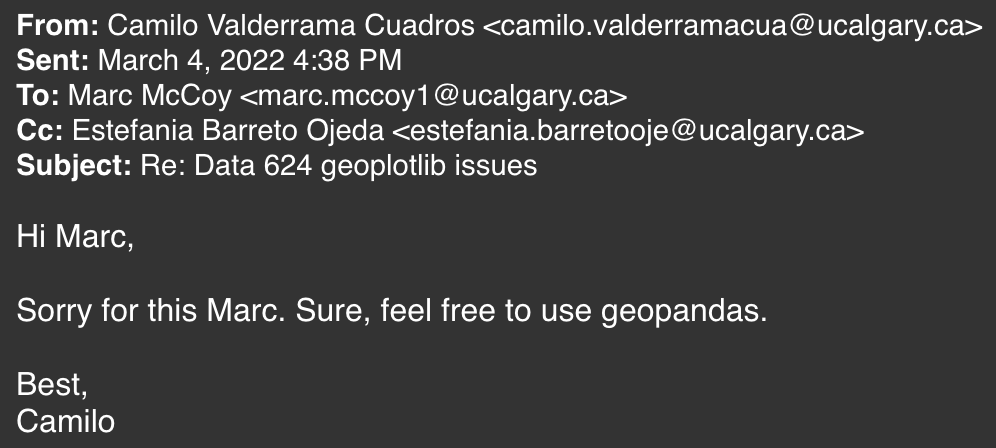 From: Camilo Valderrama Cuadros <camilo.valderramacua@ucalgary.ca>
Sent: March 4, 2022 4:38 PM
To: Marc McCoy <marc.mccoy1@ucalgary.ca>
Cc: Estefania Barreto Ojeda <estefania.barretooje@ucalgary.ca>
Subject: Re: Data 624 geoplotlib issues
Hi Marc,
Sorry for this Marc. Sure, feel free to use geopandas.
Best,
Camilo